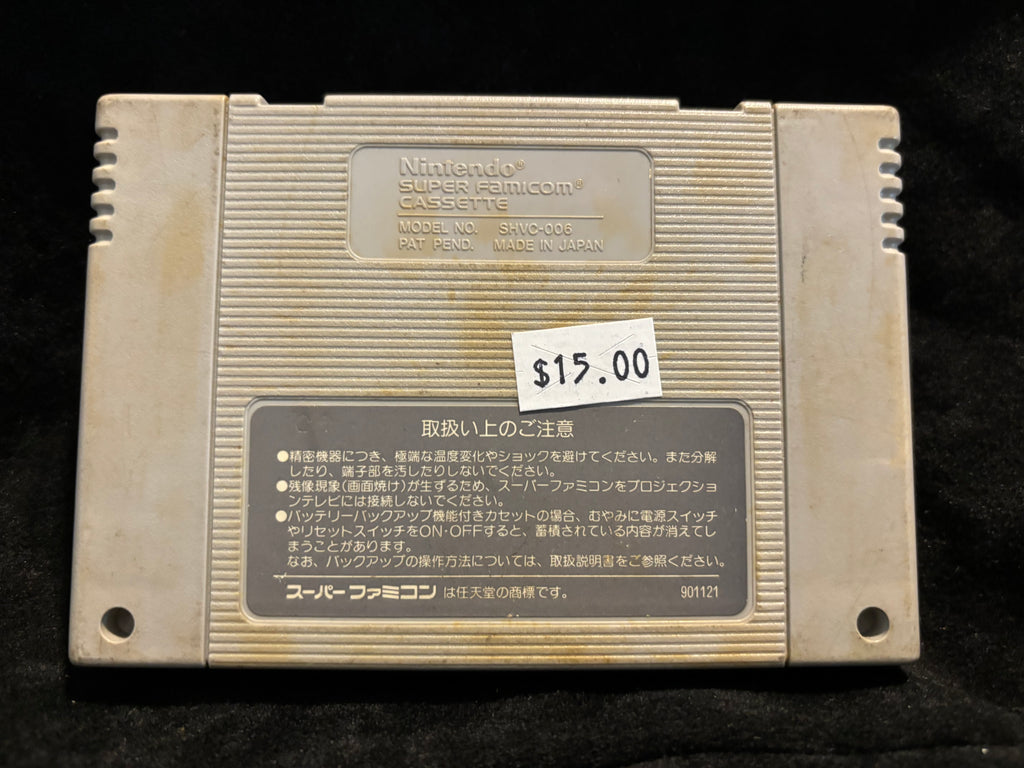 Nintendo®
SUPER FAMICOM®
CASSETTE
MODEL NO. SHVC-006
PAT PEND. MADE IN JAPAN
$15.00
取扱い上のご注意
●精密機器につき、極端な温度変化やショックを避けてください。また分解
したり、端子部を汚したりしないでください。
●残像現象(画面焼け)が生ずるため、スーパーファミコンをプロジェクショ
ンテレビには接続しないでください。
●バッテリーバックアップ機能付きカセットの場合、むやみに電源スイッチ
やリセットスイッチをON・OFFすると、蓄積されている内容が消えてし
まうことがあります。
なお、バックアップの操作方法については、取扱説明書をご参照ください。
スーパーファミコン は任天堂の商標です。 901121